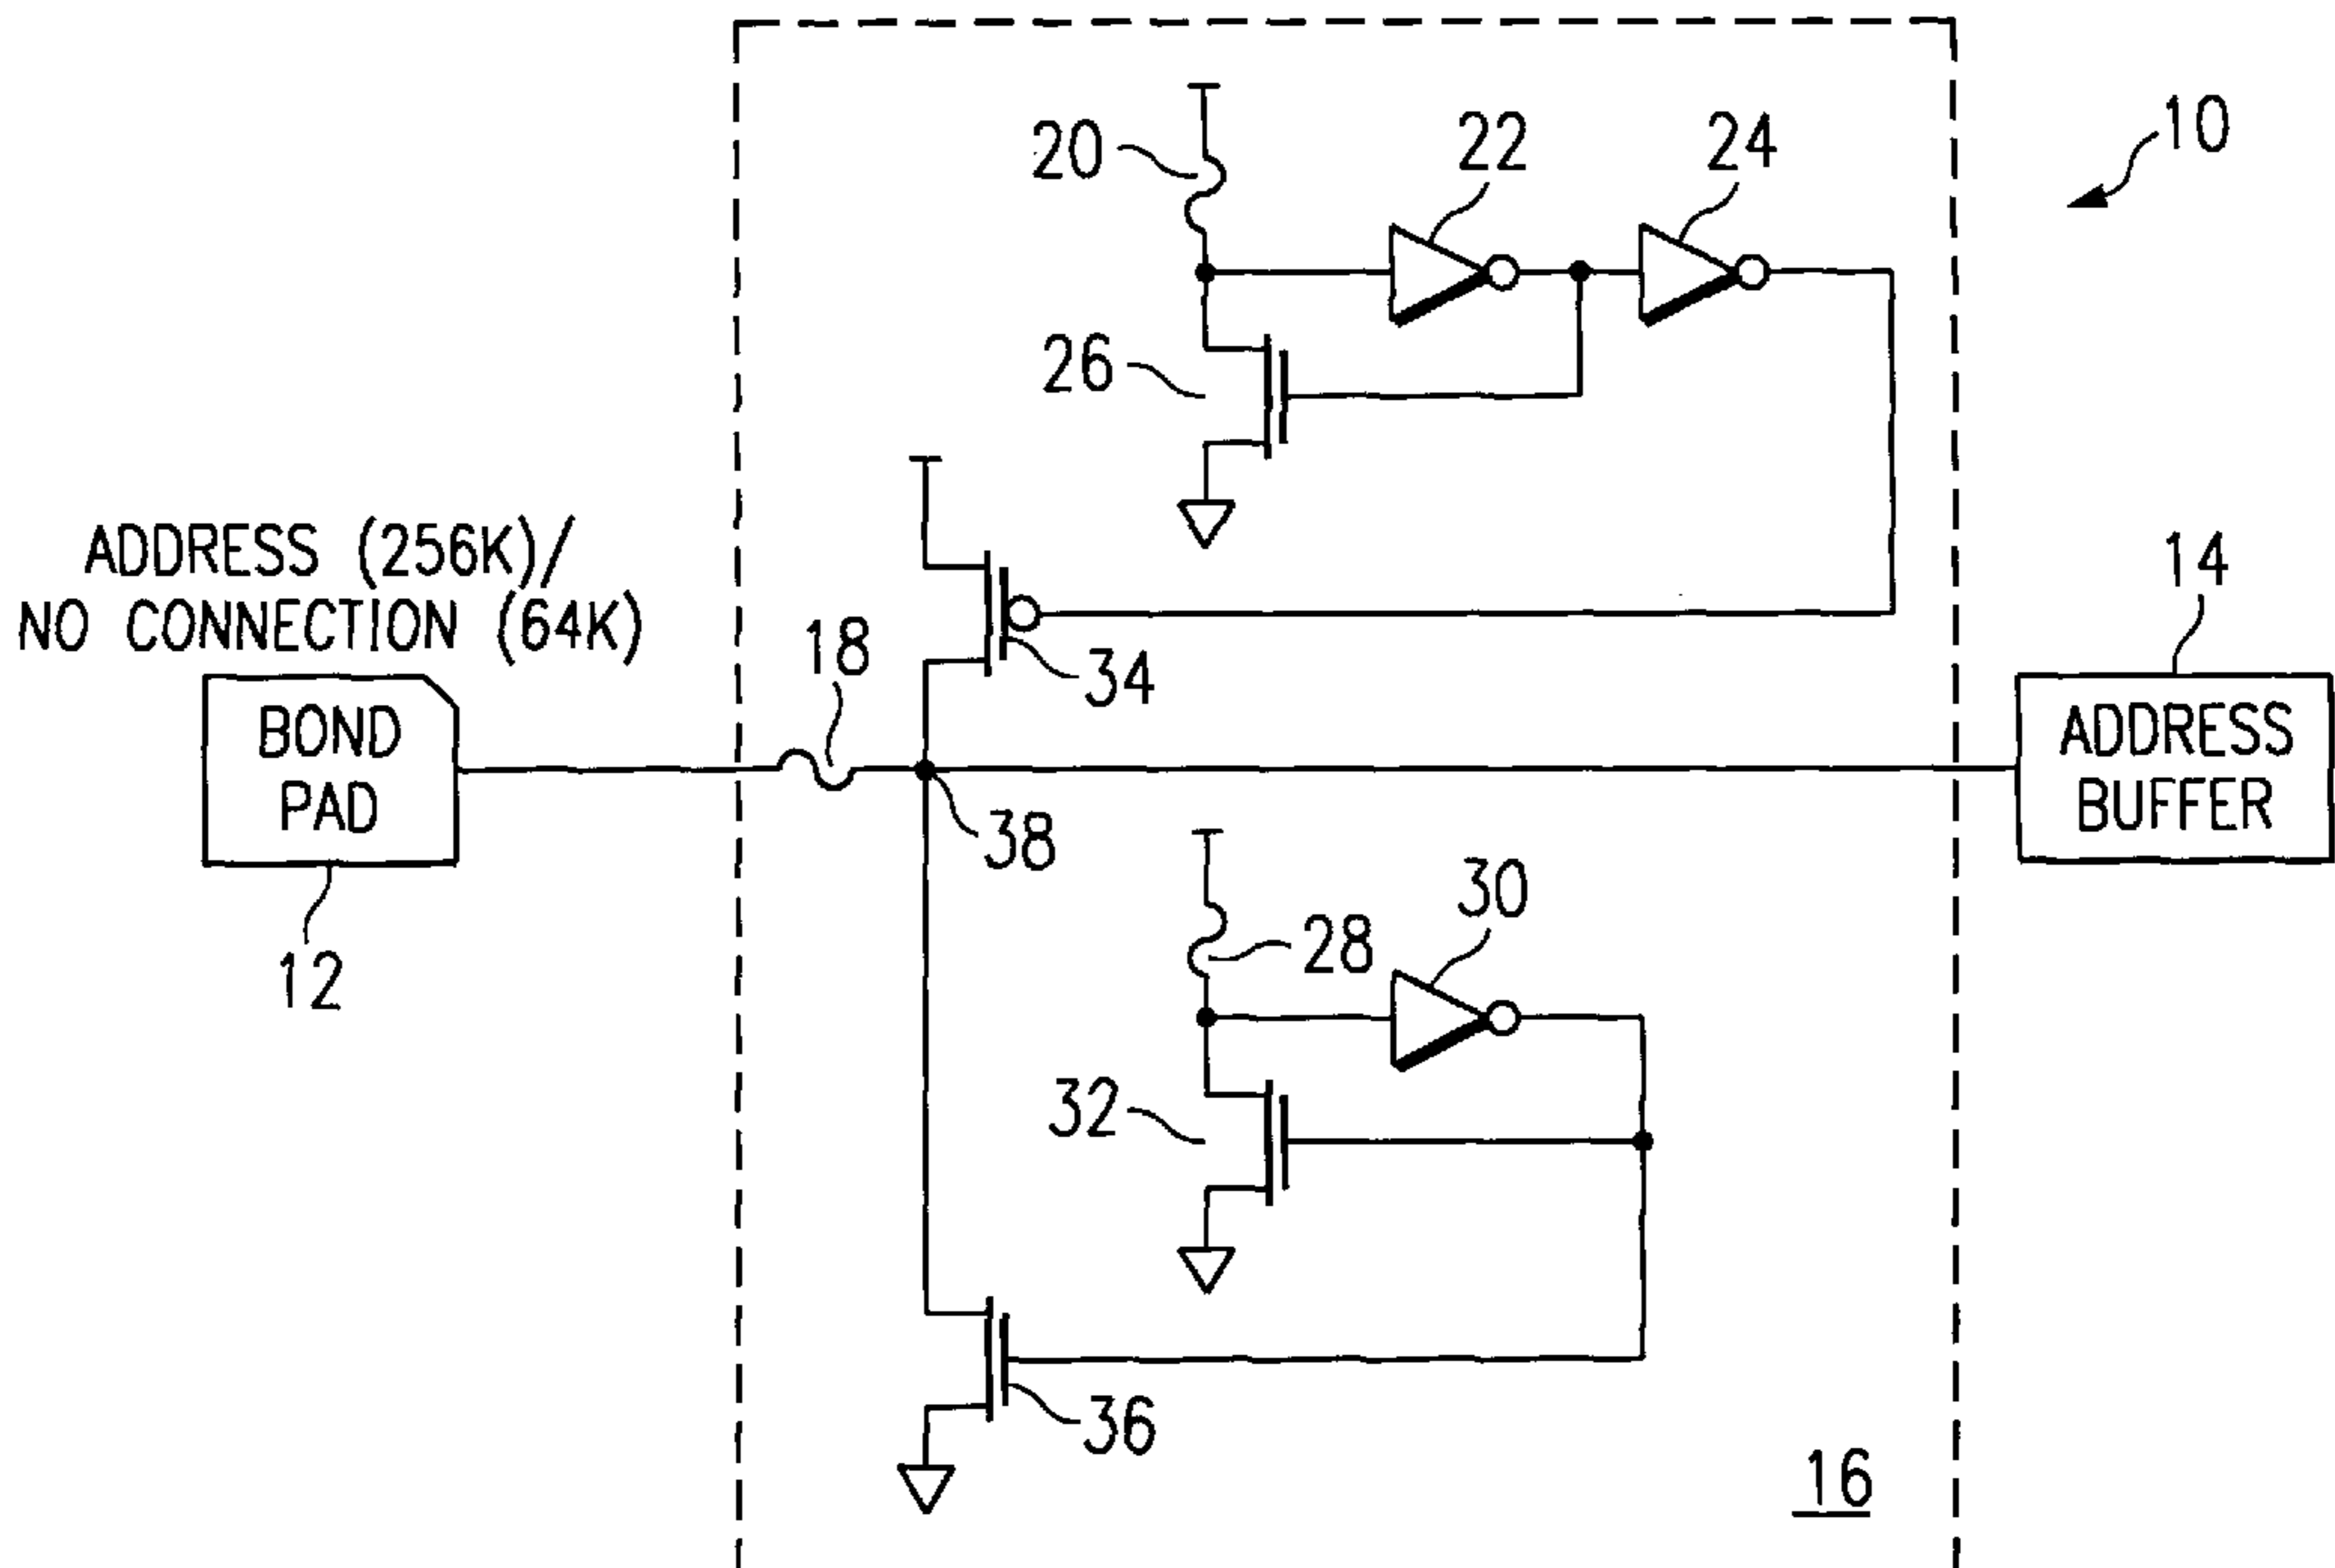 20
22
24
10
26
ADDRESS (256K)/
NO CONNECTION (64K)
18
34
14
BOND
PAD
ADDRESS
BUFFER
38
12
28
30
32
36
16